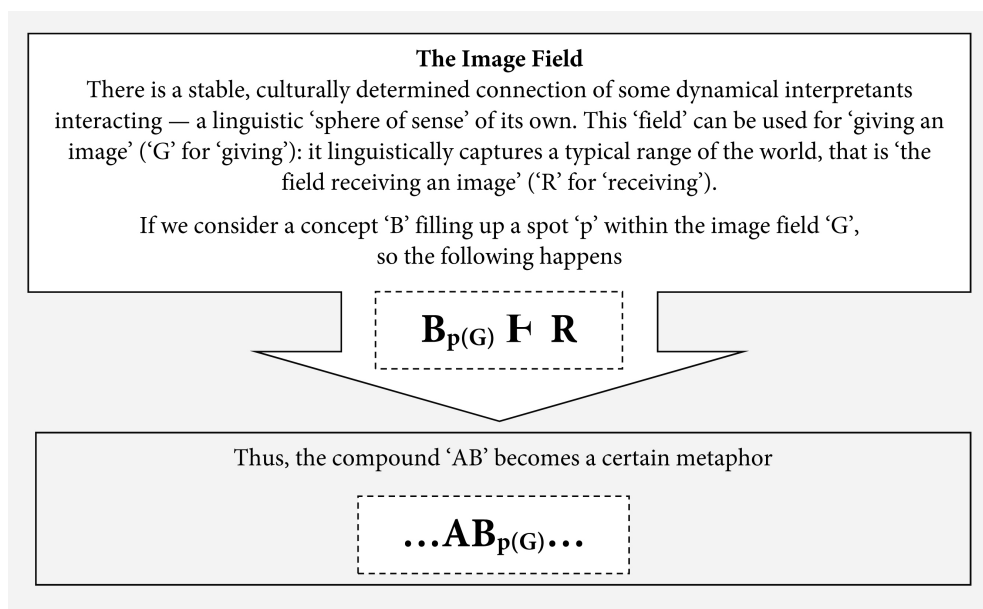 The Image Field
There is a stable, culturally determined connection of some dynamical interpretants
interacting — a linguistic ‘sphere of sense’ of its own. This ‘field’ can be used for ‘giving an
image’ (‘G’ for ‘giving’): it linguistically captures a typical range of the world, that is ‘the
field receiving an image’ (‘R’ for ‘receiving’).
If we consider a concept ‘B’ filling up a spot ‘p’ within the image field ‘G’,
so the following happens
Bp(G) Ͱ R
Thus, the compound ‘AB’ becomes a certain metaphor
…ABp(G)…